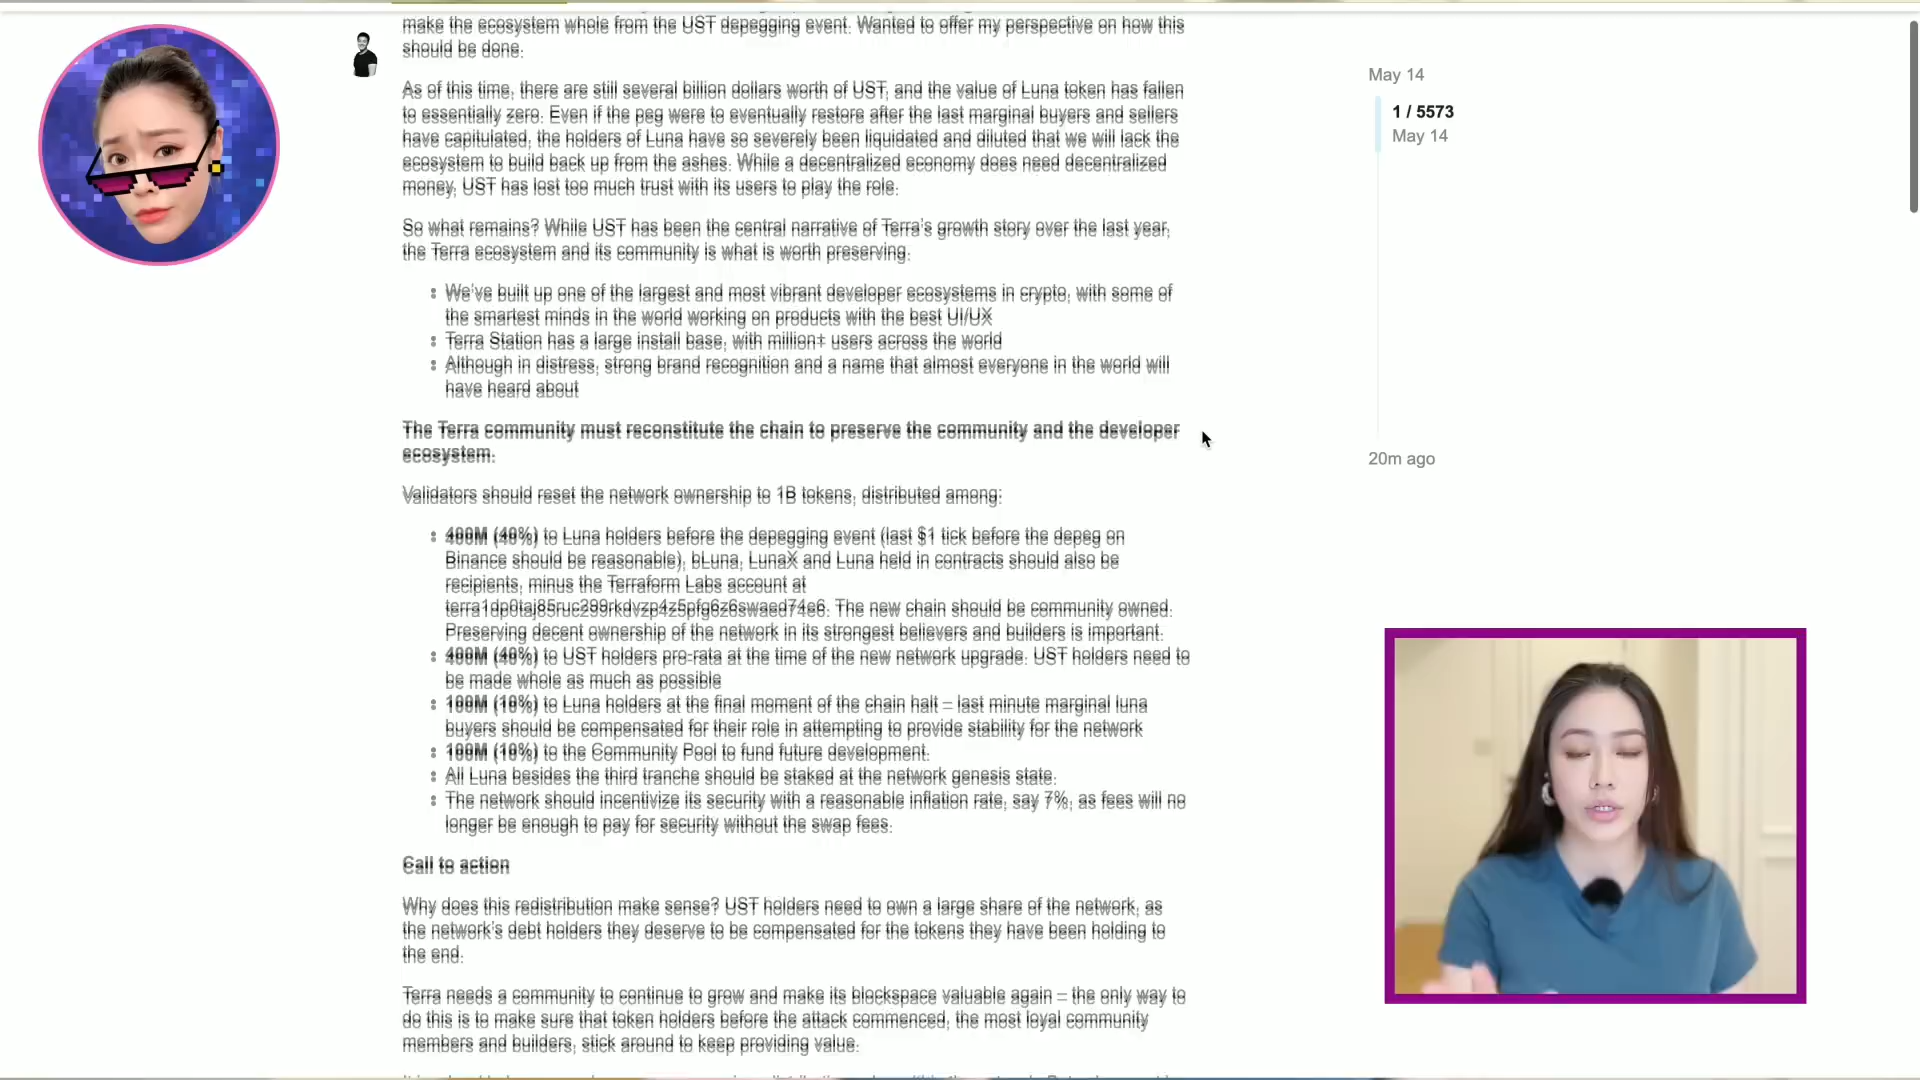 make the ecosystem whole from the UST depegging event. Wanted to offer my perspective on how this
should be done.
As of this time, there are still several billion dollars worth of UST, and the value of Luna token has fallen
to essentially zero. Even if the peg were to eventually restore after the last marginal buyers and sellers
have capitulated, the holders of Luna have so severely been liquidated and diluted that we will lack the
ecosystem to build back up from the ashes. While a decentralized economy does need decentralized
money, UST has lost too much trust with its users to play the role.
So what remains? While UST has been the central narrative of Terra's growth story over the last year,
the Terra ecosystem and its community is what is worth preserving.
We've built up one of the largest and most vibrant developer ecosystems in crypto, with some of
the smartest minds in the world working on products with the best UI/UX
Terra Station has a large install base, with million+ users across the world
Although in distress, strong brand recognition and a name that almost everyone in the world will
have heard about
The Terra community must reconstitute the chain to preserve the community and the developer
ecosystem.
Validators should reset the network ownership to 1B tokens, distributed among:
400M (40%) to Luna holders before the depegging event (last $1 tick before the depeg on
Binance should be reasonable), bLuna, LunaX and Luna held in contracts should also be
recipients, minus the Terraform Labs account at
The new chain should be community owned.
Preserving decent ownership of the network in its strongest believers and builders is important.
400M (40%) to UST holders pro-rata at the time of the new network upgrade. UST holders need to
be made whole as much as possible
100M (10%) to Luna holders at the final moment of the chain halt – last minute marginal luna
buyers should be compensated for their role in attempting to provide stability for the network
100M (10%) to the Community Pool to fund future development.
All Luna besides the third tranche should be staked at the network genesis state.
The network should incentivize its security with a reasonable inflation rate, say 7%, as fees will no
longer be enough to pay for security without the swap fees.
Call to action
Why does this redistribution make sense? UST holders need to own a large share of the network, as
the network's debt holders they deserve to be compensated for the tokens they have been holding to
the end.
Terra needs a community to continue to grow and make its blockspace valuable again – the only way to
do this is to make sure that token holders before the attack commenced, the most loyal community
members and builders, stick around to keep providing value.
May 14
1 / 5573
May 14
20m ago